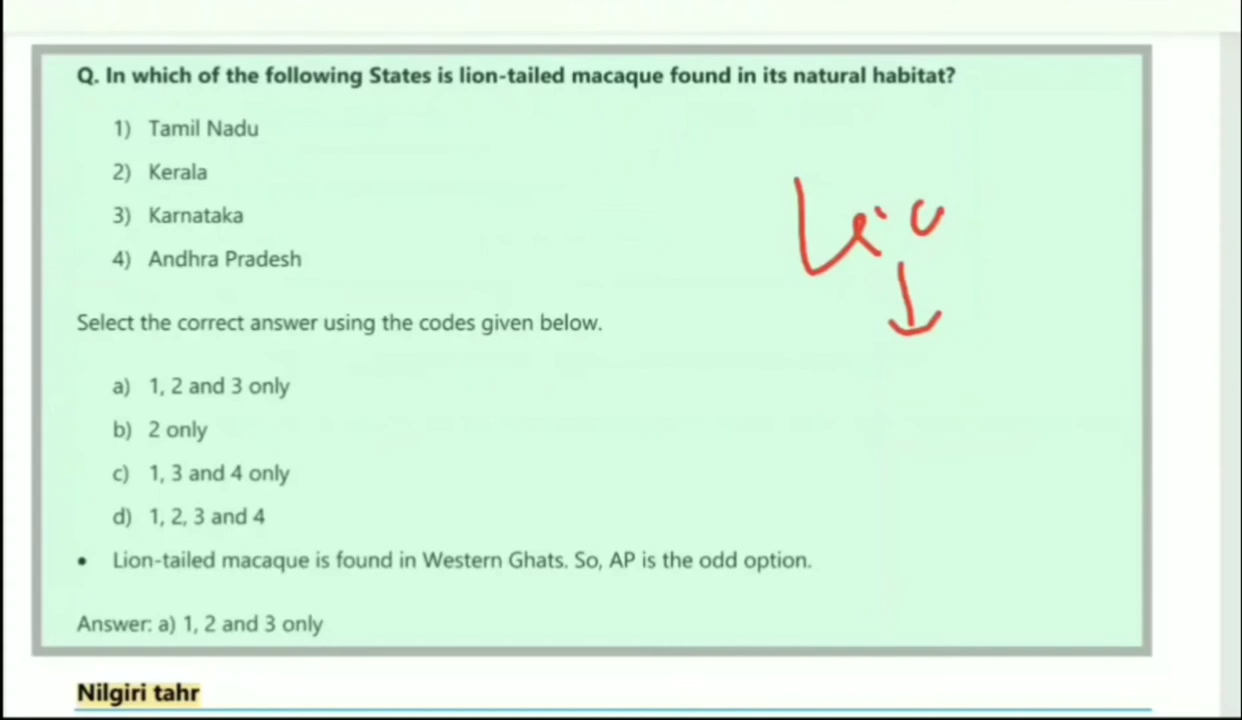 Q. In which of the following States is lion-tailed macaque found in its natural habitat?
1) Tamil Nadu
2) Kerala
3) Karnataka
4) Andhra Pradesh
Select the correct answer using the codes given below.
a) 1, 2 and 3 only
b) 2 only
c) 1, 3 and 4 only
d) 1, 2, 3 and 4
• Lion-tailed macaque is found in Western Ghats. So, AP is the odd option.
Answer: a) 1, 2 and 3 only
Nilgiri tahr